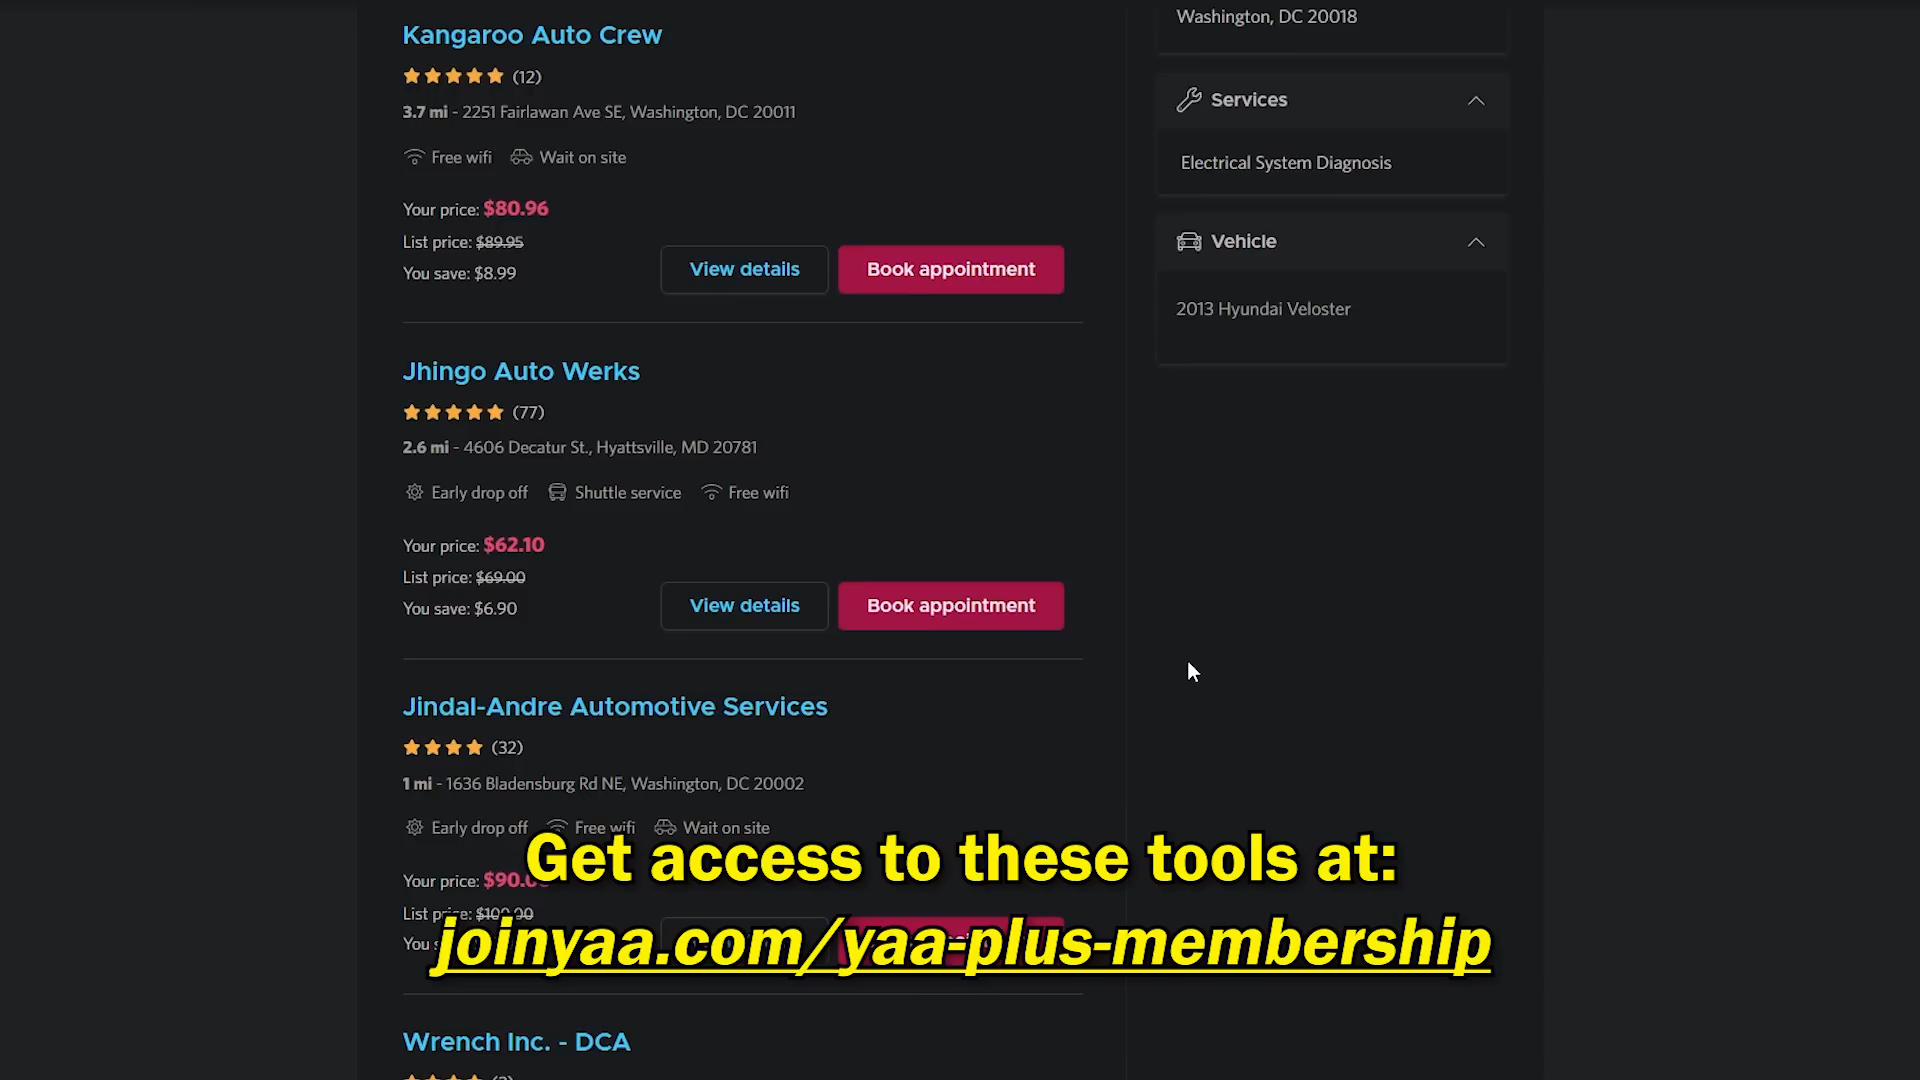 Washington, DC 20018
Kangaroo Auto Crew
(12)
3.7 mi - 2251 Fairlawan Ave SE, Washington, DC 20011
Free wifi Wait on site
Your price: $80.96
List price: $89.95
You save: $8.99
View details Book appointment
Services
Electrical System Diagnosis
Vehicle
2013 Hyundai Veloster
Jhingo Auto Werks
(77)
2.6 mi - 4606 Decatur St., Hyattsville, MD 20781
Early drop off Shuttle service Free wifi
Your price: $62.10
List price: $69.00
You save: $6.90
View details Book appointment
Jindal-Andre Automotive Services
(32)
1 mi - 1636 Bladensburg Rd NE, Washington, DC 20002
Early drop off Free wifi Wait on site
Get access to these tools at:
Your price:
List price: $100.00
You
joinyaa.com/yaa-plus-membership
Wrench Inc. - DCA